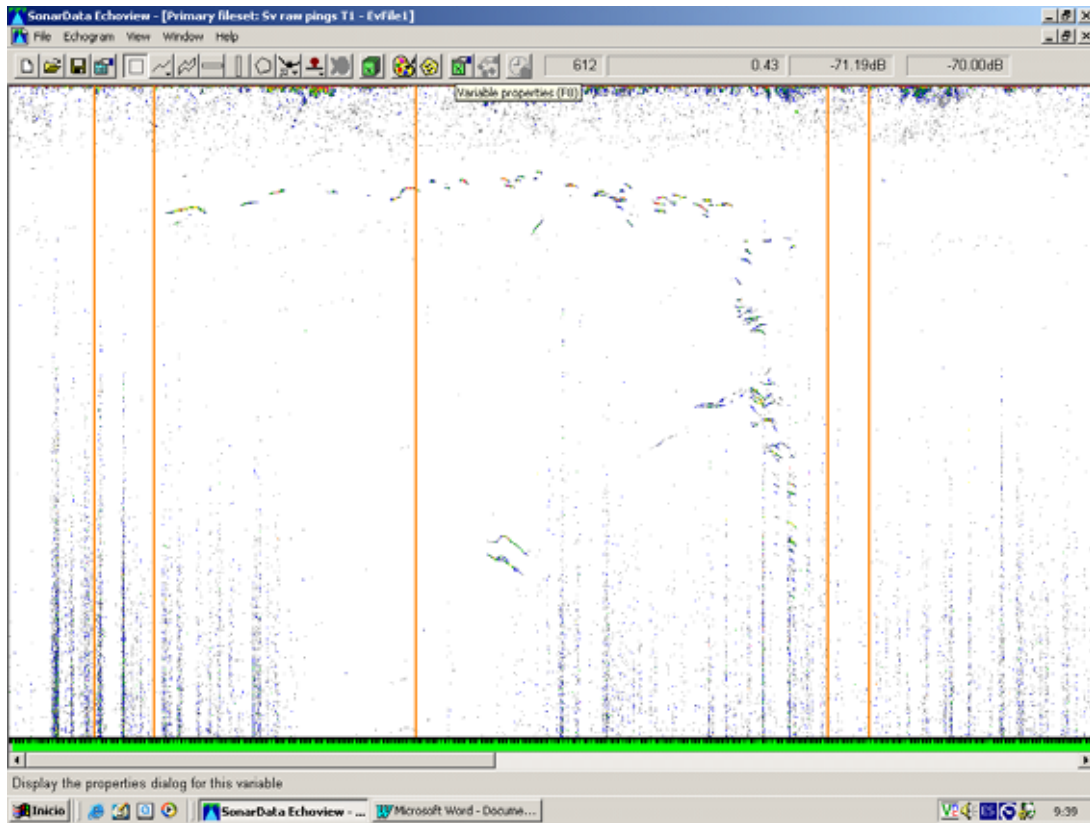 SonarData Echoview - [Primary fileset: Sv raw pings T1 - EvFile1]
File Echogram View Window Help
612 0.43 -71.19dB -70.00dB
Variable properties (F8)
Display the properties dialog for this variable
Inicio SonarData Echoview - ... Microsoft Word - Docume... ES 9:39